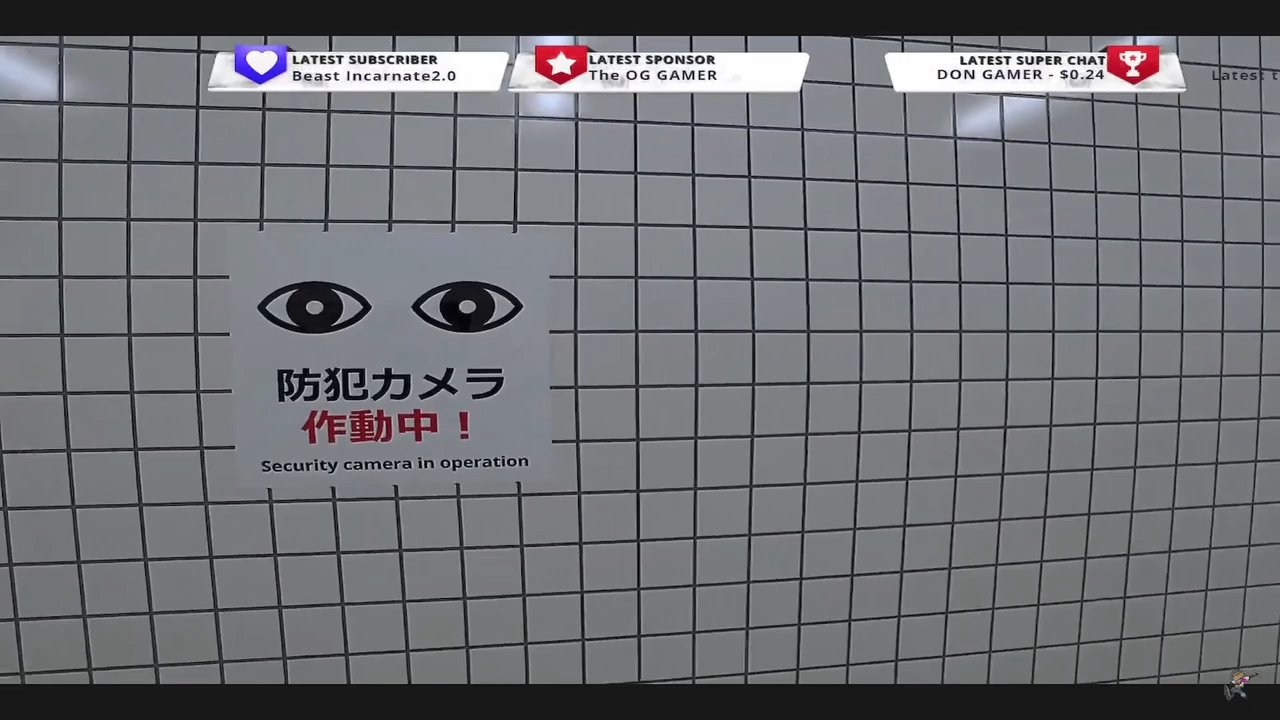 LATEST SUBSCRIBER
Beast Incarnate2.0
LATEST SPONSOR
The OG GAMER
LATEST SUPER CHAT
DON GAMER - $0.24
Latest t
防犯カメラ
作動中！
Security camera in operation